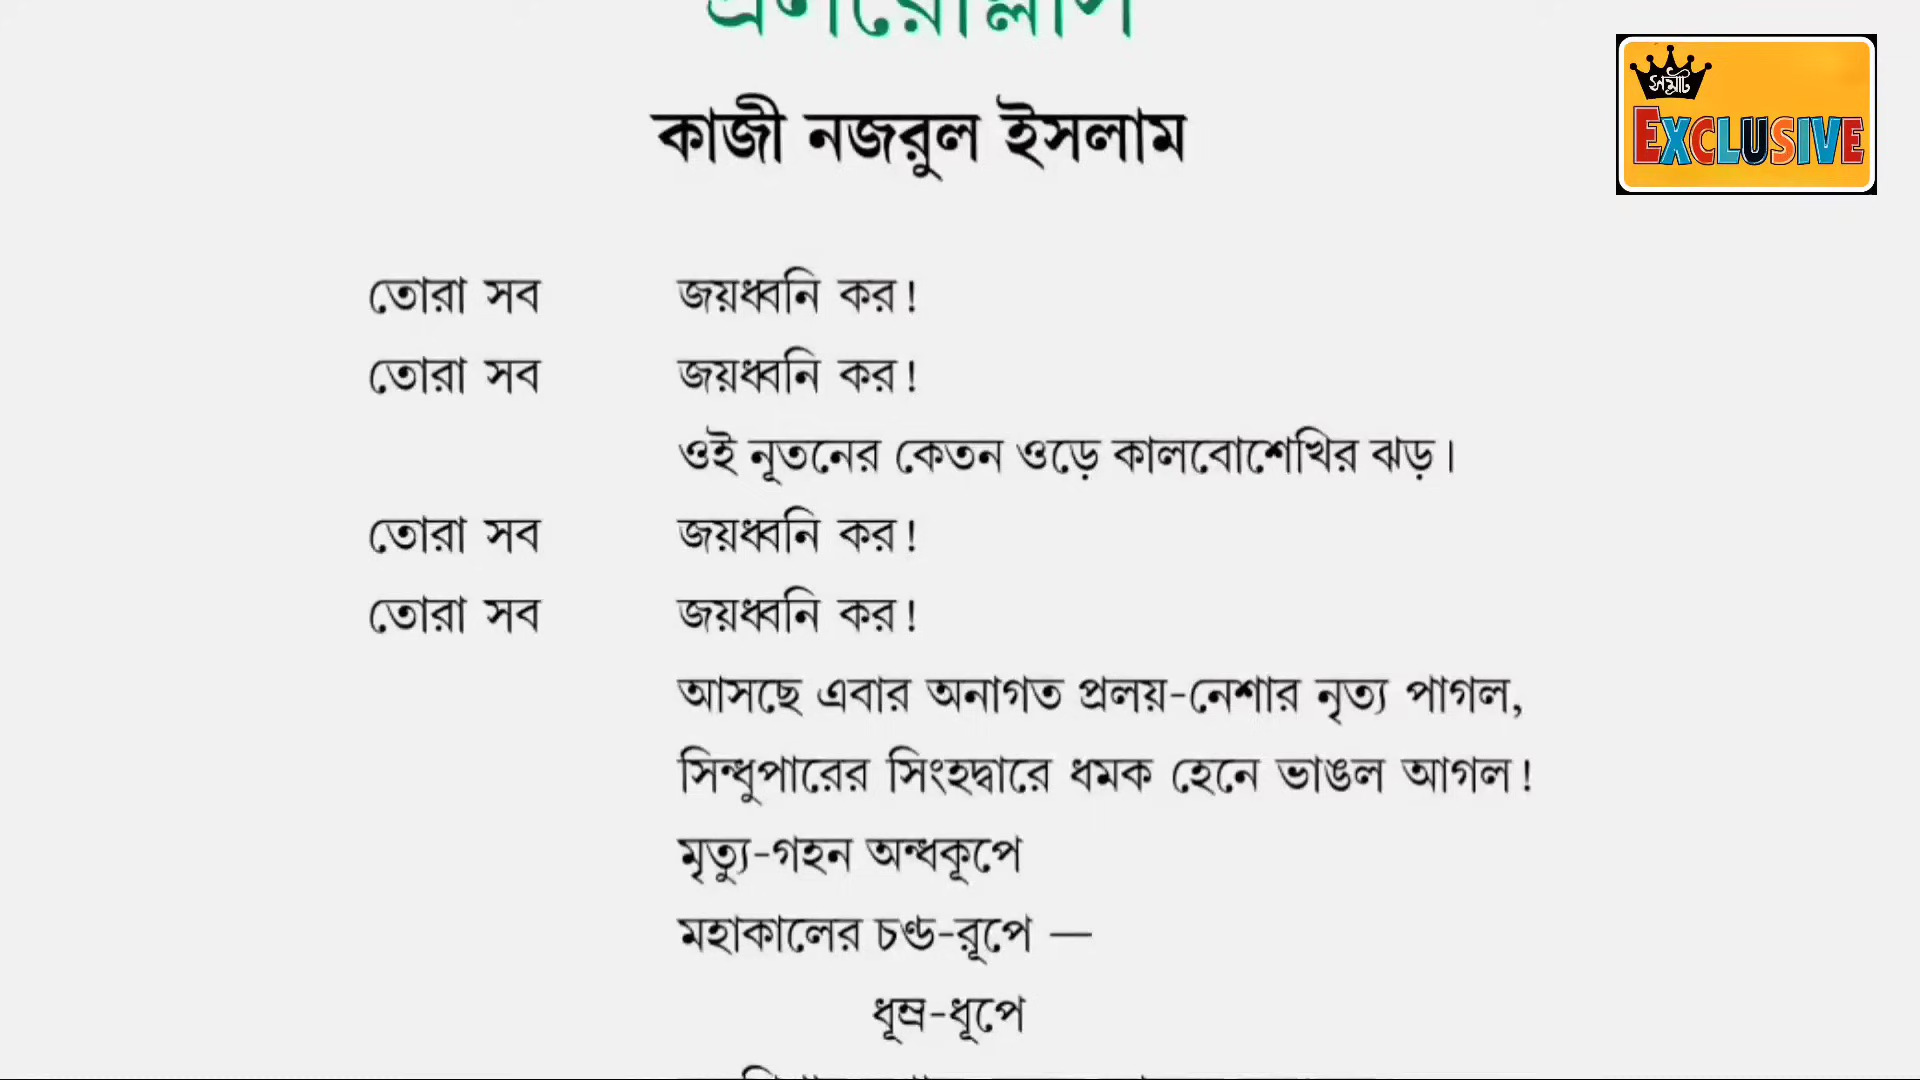 প্রলয়োল্লাস
কাজী নজরুল ইসলাম
সম্রাট
EXCLUSIVE
তোরা সব জয়ধ্বনি কর!
তোরা সব জয়ধ্বনি কর!
ওই নূতনের কেতন ওড়ে কালবোশেখির ঝড়।
তোরা সব জয়ধ্বনি কর!
তোরা সব জয়ধ্বনি কর!
আসছে এবার অনাগত প্রলয়-নেশার নৃত্য পাগল,
সিন্ধুপারের সিংহদ্বারে ধমক হেনে ভাঙল আগল!
মৃত্যু-গহন অন্ধকূপে
মহাকালের চণ্ড-রূপে —
ধূম্র-ধূপে